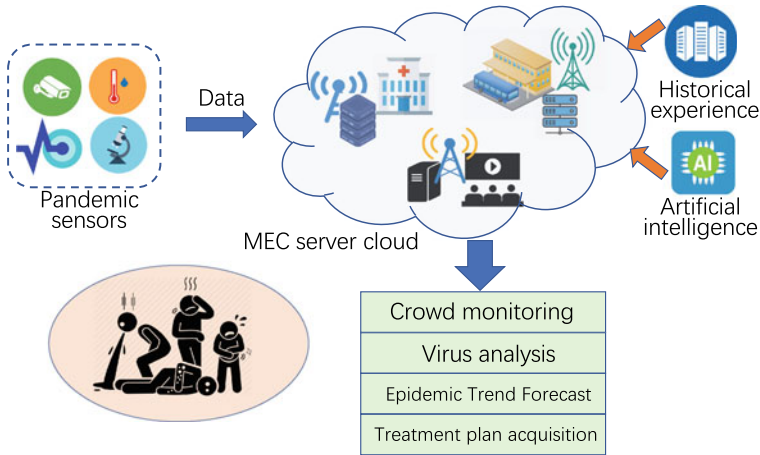 Data
Pandemic
sensors
Historical
experience
AI
Artificial
intelligence
MEC server cloud
Crowd monitoring
Virus analysis
Epidemic Trend Forecast
Treatment plan acquisition